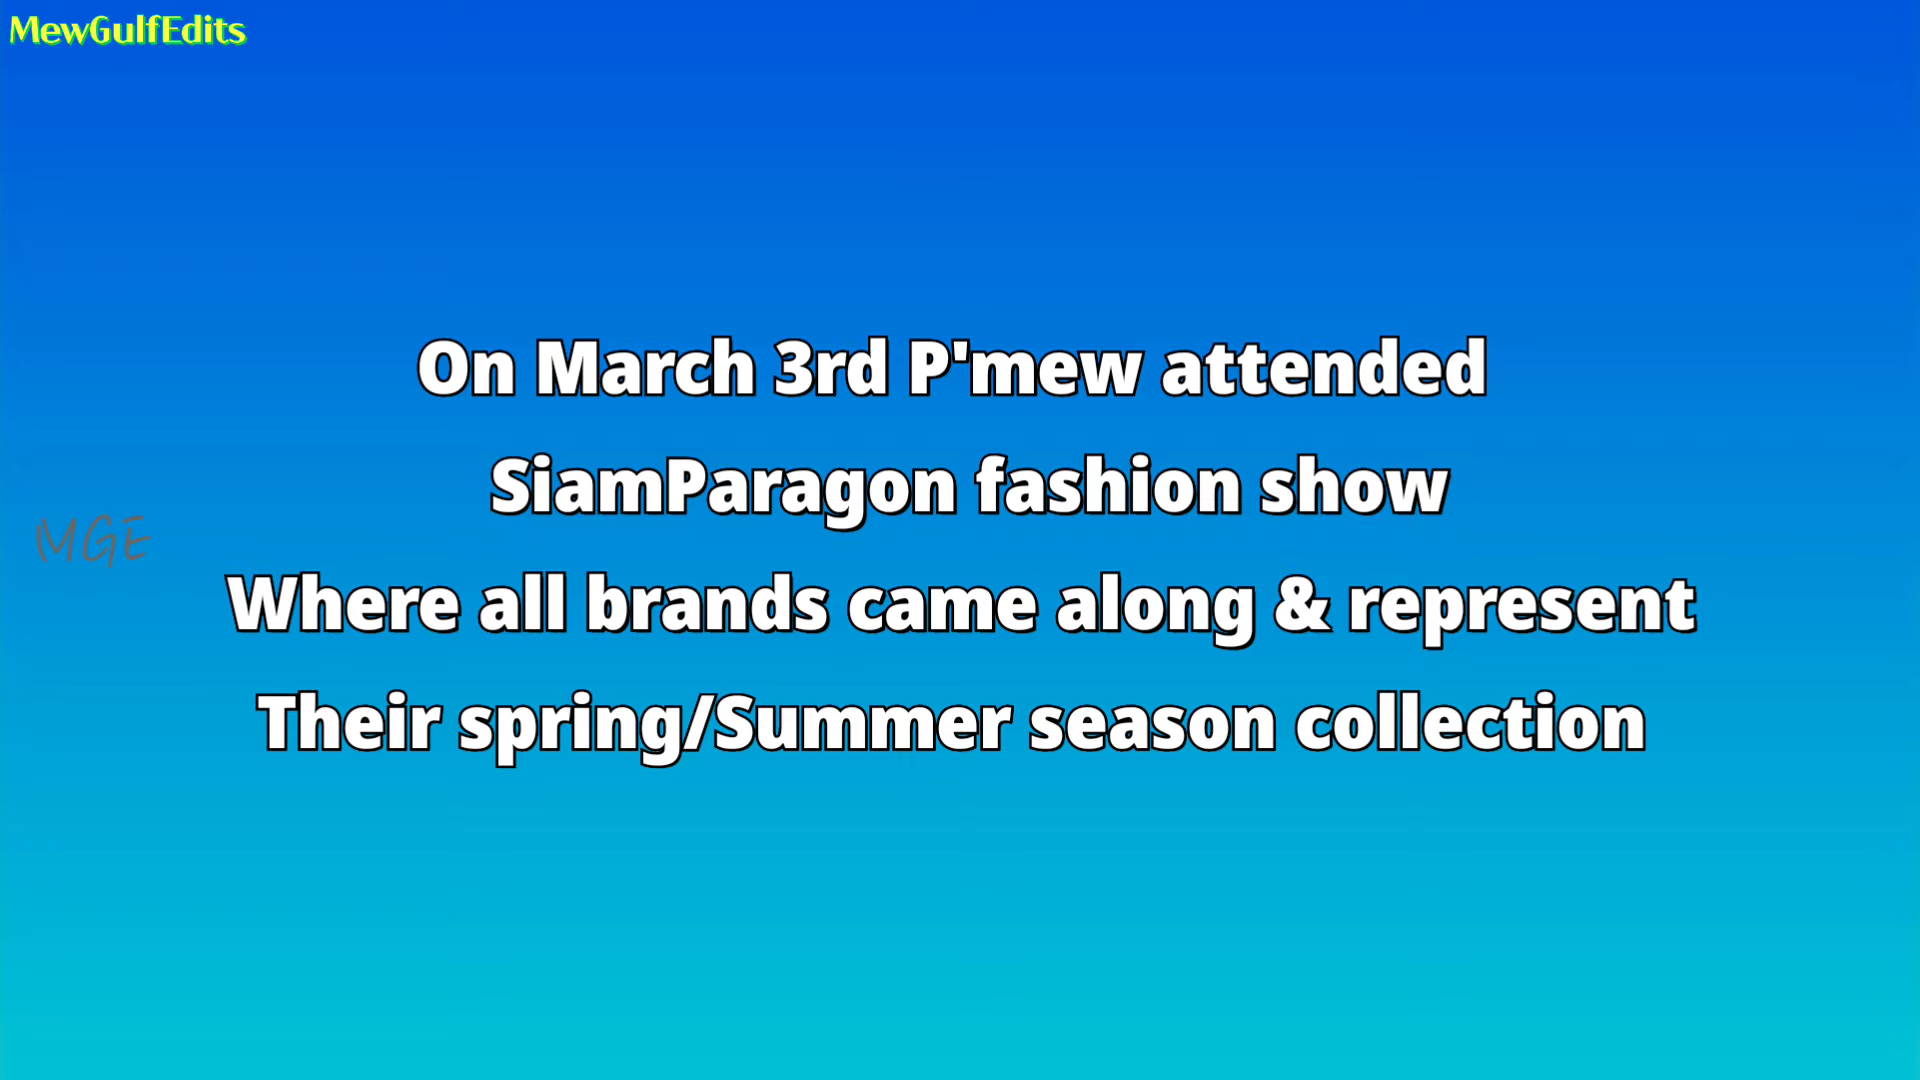 MewGulfEdits
On March 3rd P'mew attended
SiamParagon fashion show
MGE
Where all brands came along & represent
Their spring/Summer season collection